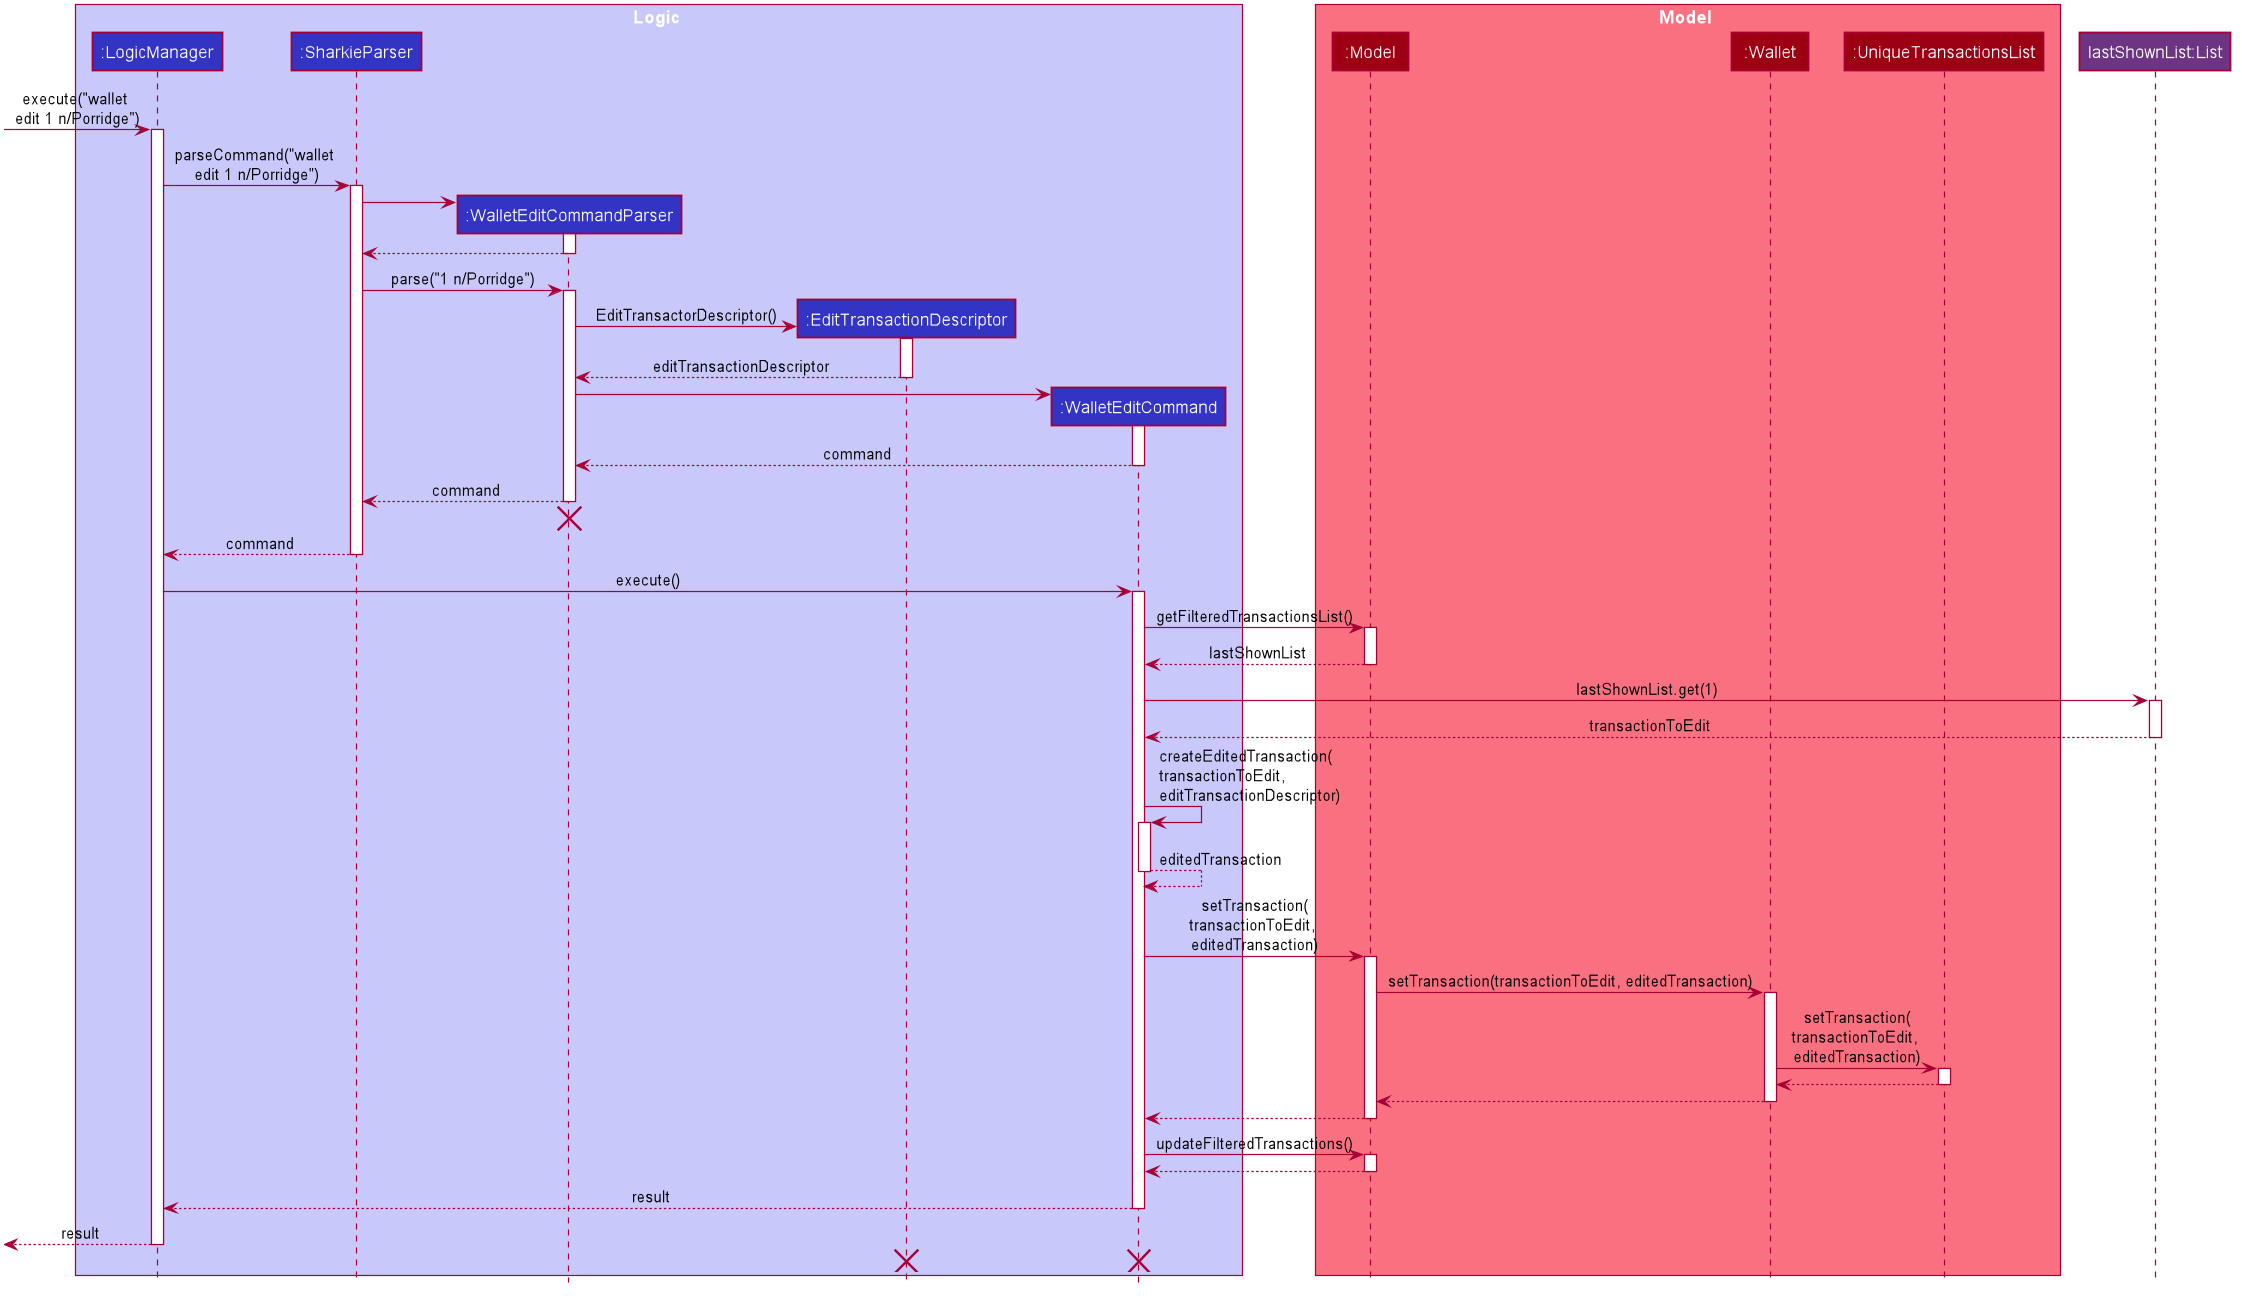 Logic
Model
:LogicManager
:SharkieParser
:Model
:Wallet
:UniqueTransactionsList
lastShownList:List
execute("wallet
edit 1 n/Porridge")
parseCommand("wallet
edit 1 n/Porridge")
:WalletEditCommandParser
parse("1 n/Porridge")
EditTransactorDescriptor()
:EditTransactionDescriptor
editTransactionDescriptor
:WalletEditCommand
command
command
command
execute()
getFilteredTransactionsList()
lastShownList
lastShownList.get(1)
transactionToEdit
createEditedTransaction(
transactionToEdit,
editTransactionDescriptor)
editedTransaction
setTransaction(
transactionToEdit,
editedTransaction)
setTransaction(transactionToEdit, editedTransaction)
setTransaction(
transactionToEdit,
editedTransaction)
updateFilteredTransactions()
result
result